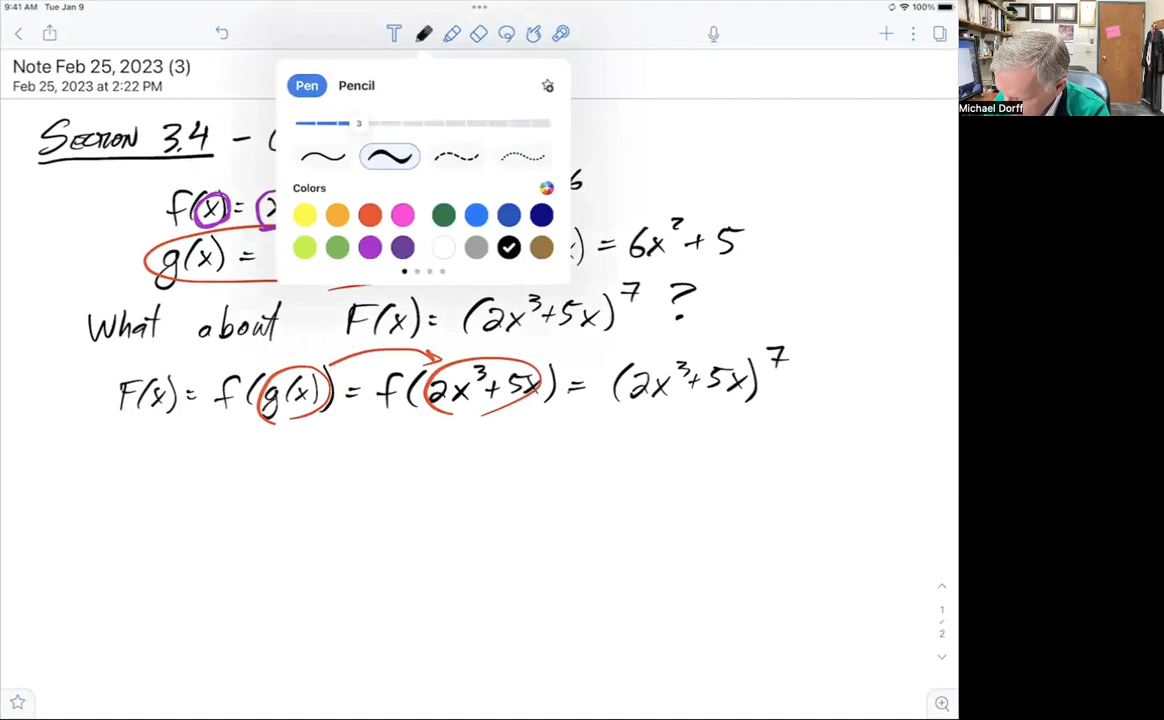 9:41 AM Tue Jan 9
100%
Note Feb 25, 2023 (3)
Feb 25, 2023 at 2:22 PM
Pen Pencil
3
Colors
Michael Dorff
SECTION 3.4 - (
f(x) = 2 6
g(x) = ) = 6x² + 5
What about F(x) = (2x³+5x)⁷ ?
F(x) = f(g(x)) = f(2x³+5x) = (2x³+5x)⁷
1
2